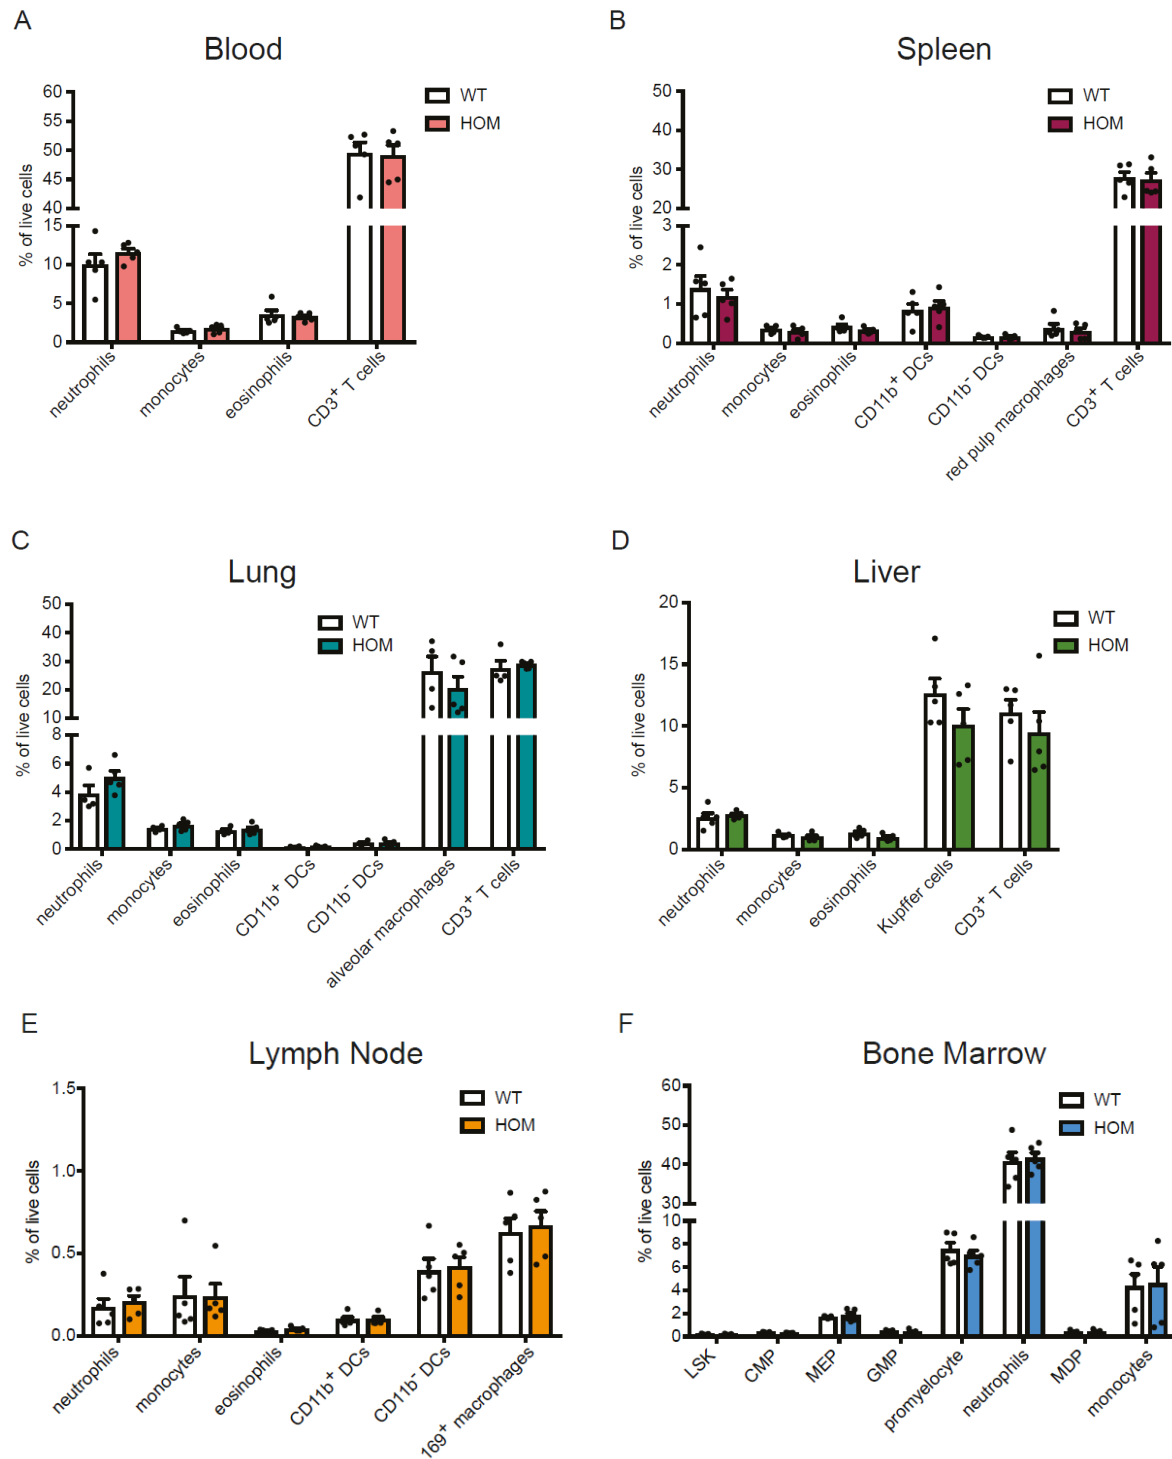 A
Blood
WT
HOM
% of live cells
60
55
50
45
40
15
10
5
0
neutrophils
monocytes
eosinophils
CD3⁺ T cells
B
Spleen
WT
HOM
% of live cells
50
40
30
20
3
2
1
0
neutrophils
monocytes
eosinophils
CD11b⁺ DCs
CD11b⁻ DCs
red pulp macrophages
CD3⁺ T cells
C
Lung
WT
HOM
% of live cells
50
40
30
20
10
8
6
4
2
0
neutrophils
monocytes
eosinophils
CD11b⁺ DCs
CD11b⁻ DCs
alveolar macrophages
CD3⁺ T cells
D
Liver
WT
HOM
% of live cells
20
15
10
5
0
neutrophils
monocytes
eosinophils
Kupffer cells
CD3⁺ T cells
E
Lymph Node
WT
HOM
% of live cells
1.5
1.0
0.5
0.0
neutrophils
monocytes
eosinophils
CD11b⁺ DCs
CD11b⁻ DCs
169⁺ macrophages
F
Bone Marrow
WT
HOM
% of live cells
60
50
40
30
10
8
6
4
2
0
LSK
CMP
MEP
GMP
promyelocyte
neutrophils
MDP
monocytes